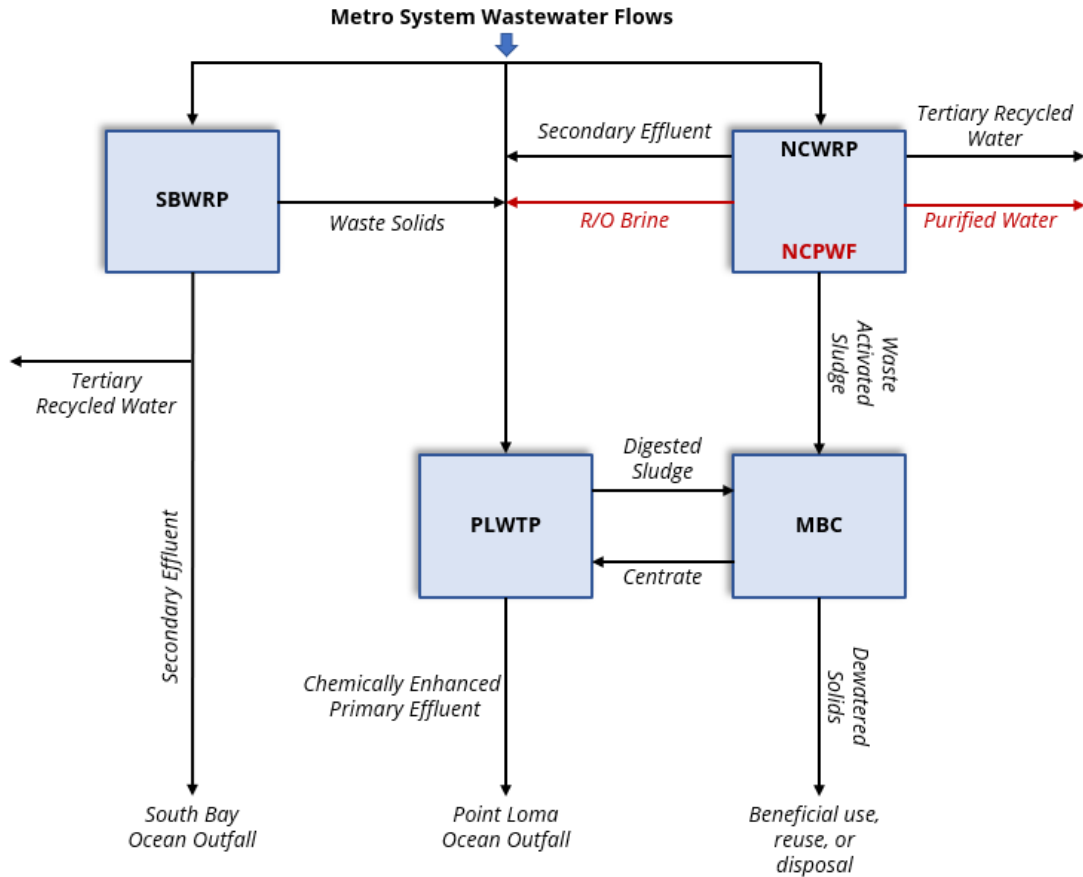 Metro System Wastewater Flows
Secondary Effluent
NCWRP
Tertiary Recycled
Water
SBWRP
Waste Solids
R/O Brine
Purified Water
NCPWF
Waste
Activated
Sludge
Tertiary
Recycled Water
Digested
Sludge
PLWTP
MBC
Centrate
Secondary Effluent
Chemically Enhanced
Primary Effluent
Dewatered
Solids
South Bay
Ocean Outfall
Point Loma
Ocean Outfall
Beneficial use,
reuse, or
disposal